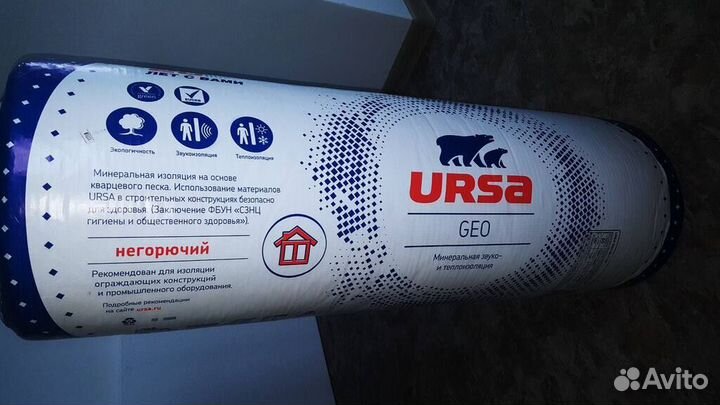 ЛЕТ С ВАМИ
Экологичность
Звукоизоляция
Теплоизоляция
Минеральная изоляция на основе
кварцевого песка. Использование материалов
URSA в строительных конструкциях безопасно
для здоровья. (Заключение ФБУН «СЗНЦ
гигиены и общественного здоровья»).
негорючий
Рекомендован для изоляции
ограждающих конструкций
и промышленного оборудования.
Подробные рекомендации
на сайте ursa.ru
URSA
GEO
Минеральная звуко-
и теплоизоляция
Avito